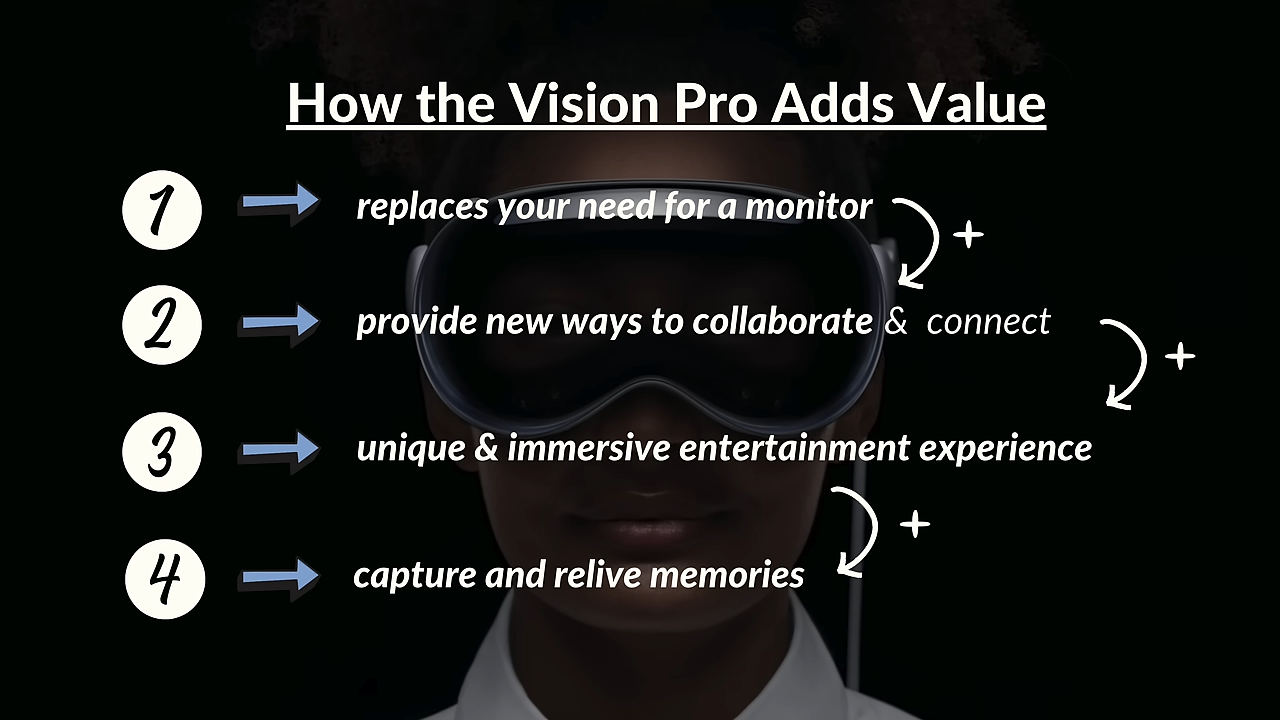 How the Vision Pro Adds Value
1 replaces your need for a monitor
+
2 provide new ways to collaborate & connect
+
3 unique & immersive entertainment experience
+
4 capture and relive memories